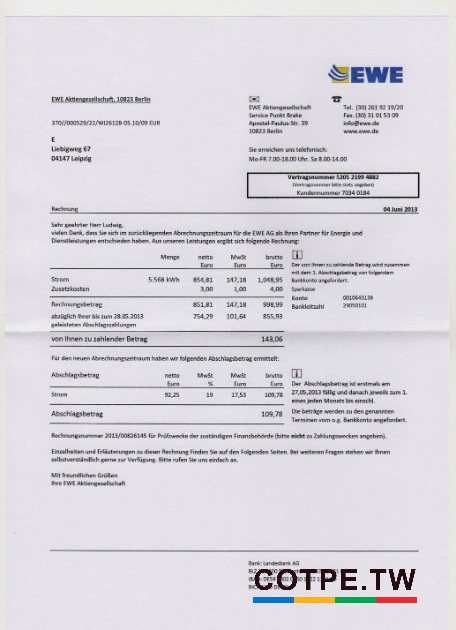 EWE
EWE Aktiengesellschaft, 10823 Berlin
370//000529/22/WI26128-05.10/09 EUR
E
Liebigweg 67
04147 Leipzig
EWE Aktiengesellschaft
Service Punkt Brake
Apostel-Paulus-Str. 39
10823 Berlin
Tel. (30) 261 92 19/20
Fax. (30) 31 01 53 09
info@ewe.de
www.ewe.de
Sie erreichen uns telefonisch:
Mo-FR 7.00-18.00 Uhr. Sa 8.00-14.00
Vertragsnummer 5205 2199 4882
(Vertragsnummer bitte stets angeben)
Kundennummer 7034 0184
Rechnung 04 Juni 2013
Sehr geehrter Herr Ludwig,
vielen Dank, dass Sie sich im zurückliegenden Abrechnungszeitraum für die EWE AG als Ihren Partner für Energie und
Dienstleistungen entschieden haben. Aus unseren Leistungen ergibt sich folgende Rechnung:
Menge netto MwSt brutto
Euro Euro Euro
Strom 5.568 kWh 854,81 147,18 1,048,95
Zusatzkosten 3,00 1,00 4,00
Rechnungsbetrag 851,81 147,18 998,99
abzüglich Ihrer bis zum 28.05.2013 754,29 101,64 855,93
geleisteten Abschlagszahlungen
von Ihnen zu zahlender Betrag 143,06
i
Der von Ihnen zu zahlende Betrag wird zusammen
mit dem 1. Abschlagsbetrag von folgendem
Bankkonto angefordert:
Sparkasse
Konto 0010643138
Bankleitzahl 29050101
Für den neuen Abrechnungszeitraum haben wir folgenden Abschlagsbetrag ermittelt:
Abschlagsbetrag netto MwSt MwSt brutto
Euro % Euro Euro
Strom 92,25 19 17,53 109,78
Abschlagsbetrag 109,78
i
Der Abschlagsbetrag ist erstmals am
27.05.2013 fällig und danach jeweils zum 1.
eines jeden Monats bis einschl.
Die beträge werden zu den genannten
Terminen vom o.g. Bankkonto angefordert.
Rechnungsnummer 2013/00826145 für Prüfzwecke der zuständigen Finanzbehörde (bitte nicht zu Zahlungszwecken angeben).
Einzelheiten und Erläuterungen zu dieser Rechnung Finden Sie auf den Folgenden Seiten. Bei weiteren Fragen stehen wir Ihnen
selbstverständlich gerne zur Verfügung. Bitte rufen Sie uns einfach an.
Mit freundlichen Grüßen
Ihre EWE Aktiengesellschaft
Bank: Landesbank AG
COTPE.TW